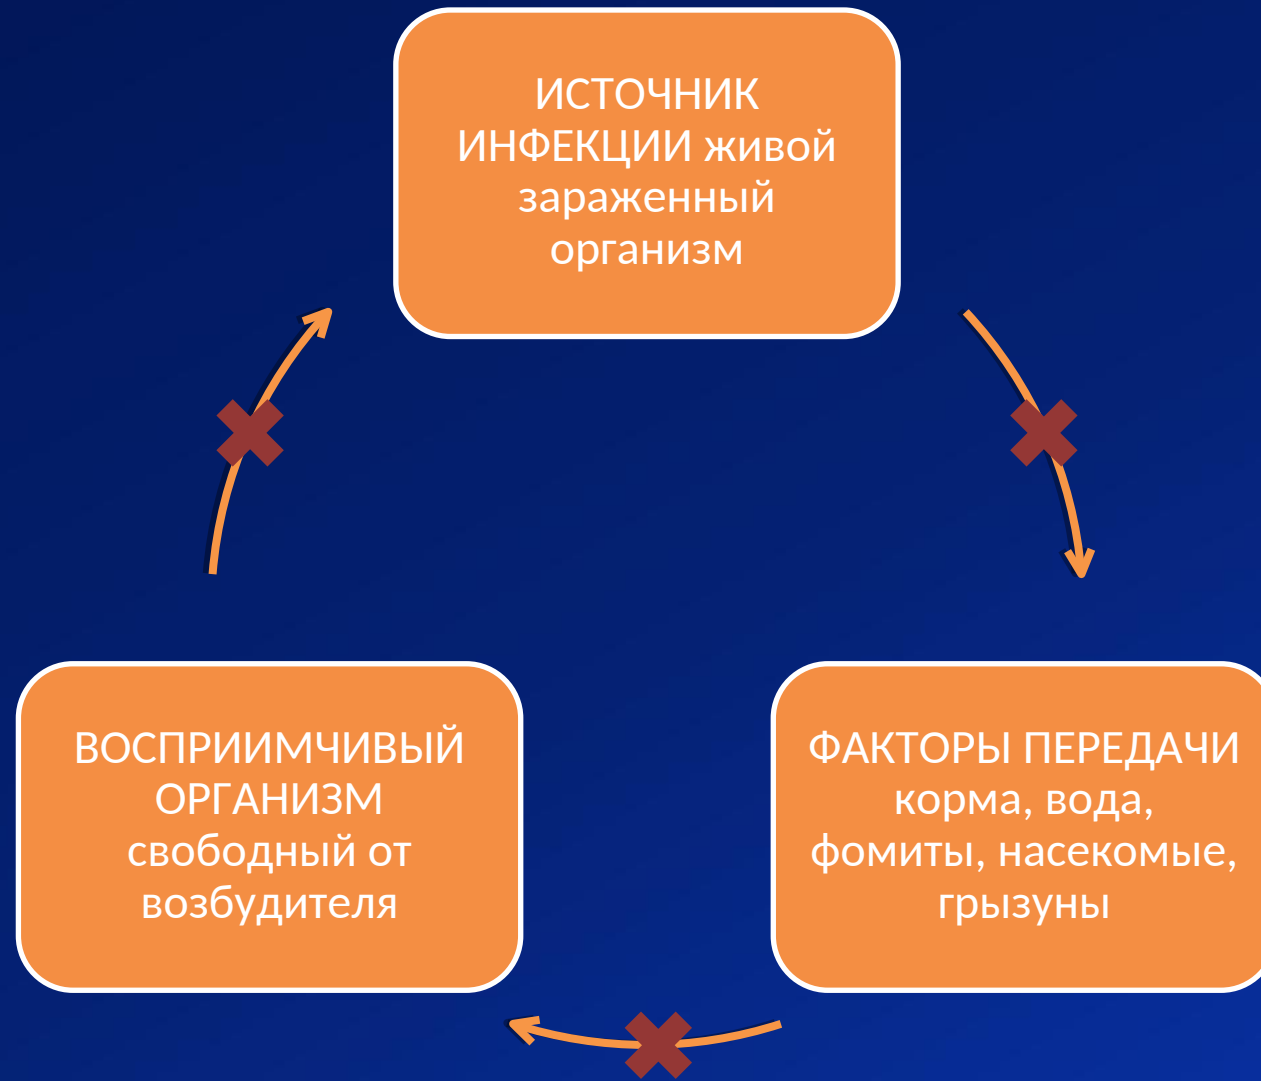 ИСТОЧНИК
ИНФЕКЦИИ живой
зараженный
организм
ВОСПРИИМЧИВЫЙ
ОРГАНИЗМ
свободный от
возбудителя
ФАКТОРЫ ПЕРЕДАЧИ
корма, вода,
фомиты, насекомые,
грызуны